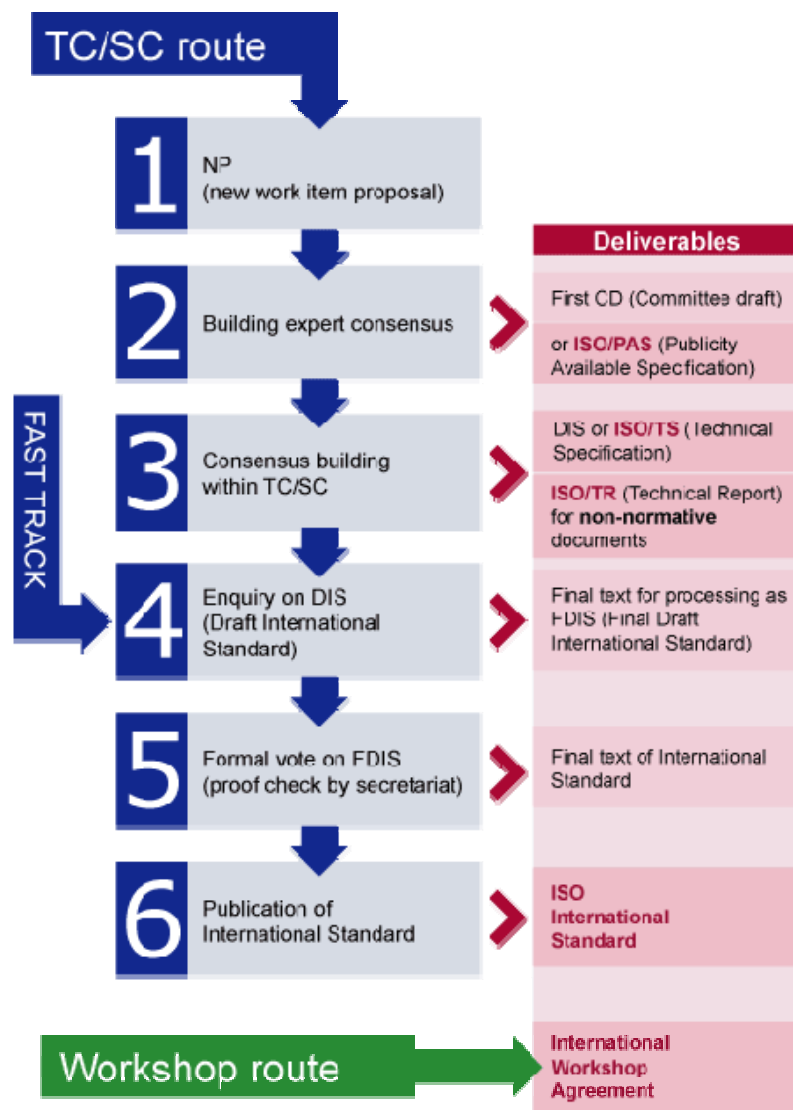 TC/SC route
1
NP
(new work item proposal)
Deliverables
2
Building expert consensus
First CD (Committee draft)
or ISO/PAS (Publicity
Available Specification)
FAST TRACK
3
Consensus building
within TC/SC
DIS or ISO/TS (Technical
Specification)
ISO/TR (Technical Report)
for non-normative
documents
4
Enquiry on DIS
(Draft International
Standard)
Final text for processing as
FDIS (Final Draft
International Standard)
5
Formal vote on FDIS
(proof check by secretariat)
Final text of International
Standard
6
Publication of
International Standard
ISO
International
Standard
Workshop route
International
Workshop
Agreement